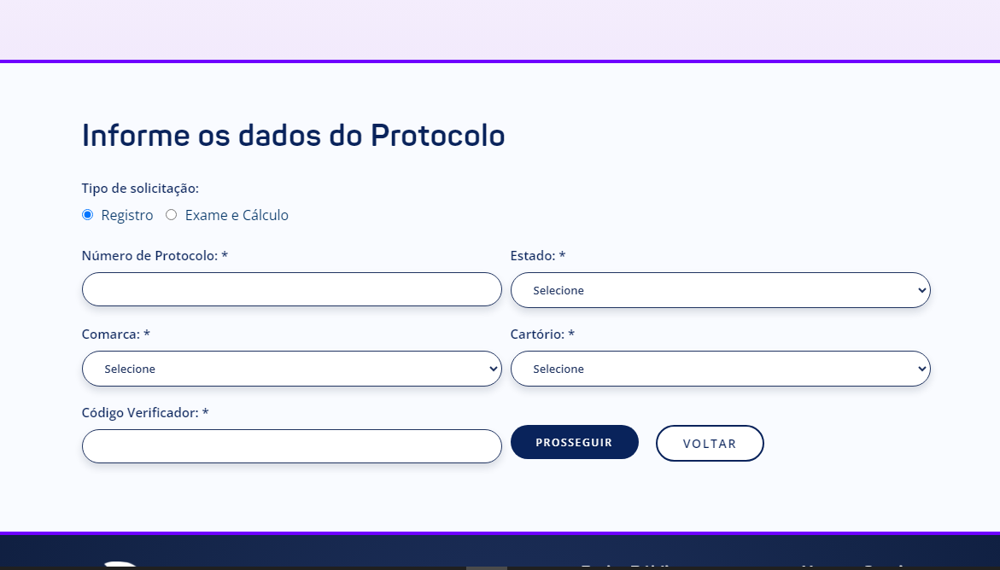 Informe os dados do Protocolo
Tipo de solicitação:
Registro Exame e Cálculo
Número de Protocolo: * Estado: *
Selecione
Comarca: * Cartório: *
Selecione Selecione
Código Verificador: *
PROSSEGUIR VOLTAR